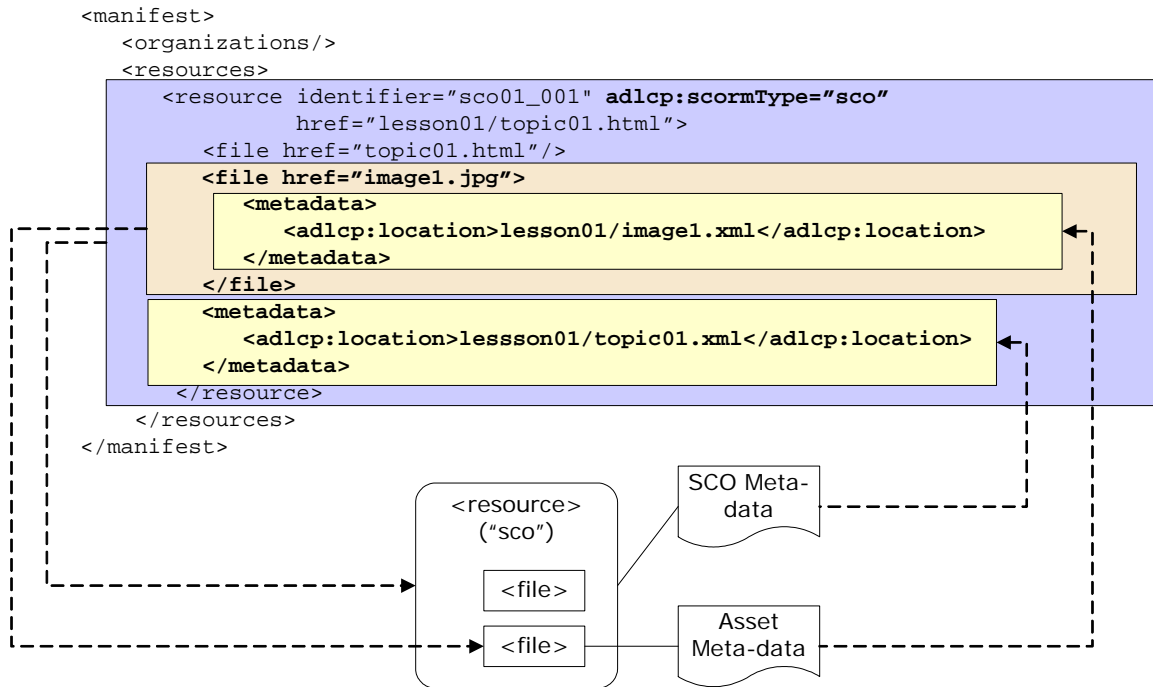 <manifest>
<organizations/>
<resources>
<resource identifier=”sco01_001" adlcp:scormType=”sco”
href=”lesson01/topic01.html”>
<file href=”topic01.html”/>
<file href=”image1.jpg”>
<metadata>
<adlcp:location>lesson01/image1.xml</adlcp:location>
</metadata>
</file>
<metadata>
<adlcp:location>lessson01/topic01.xml</adlcp:location>
</metadata>
</resource>
</resources>
</manifest>
<resource>
(“sco”)
<file>
<file>
SCO Meta-
data
Asset
Meta-data